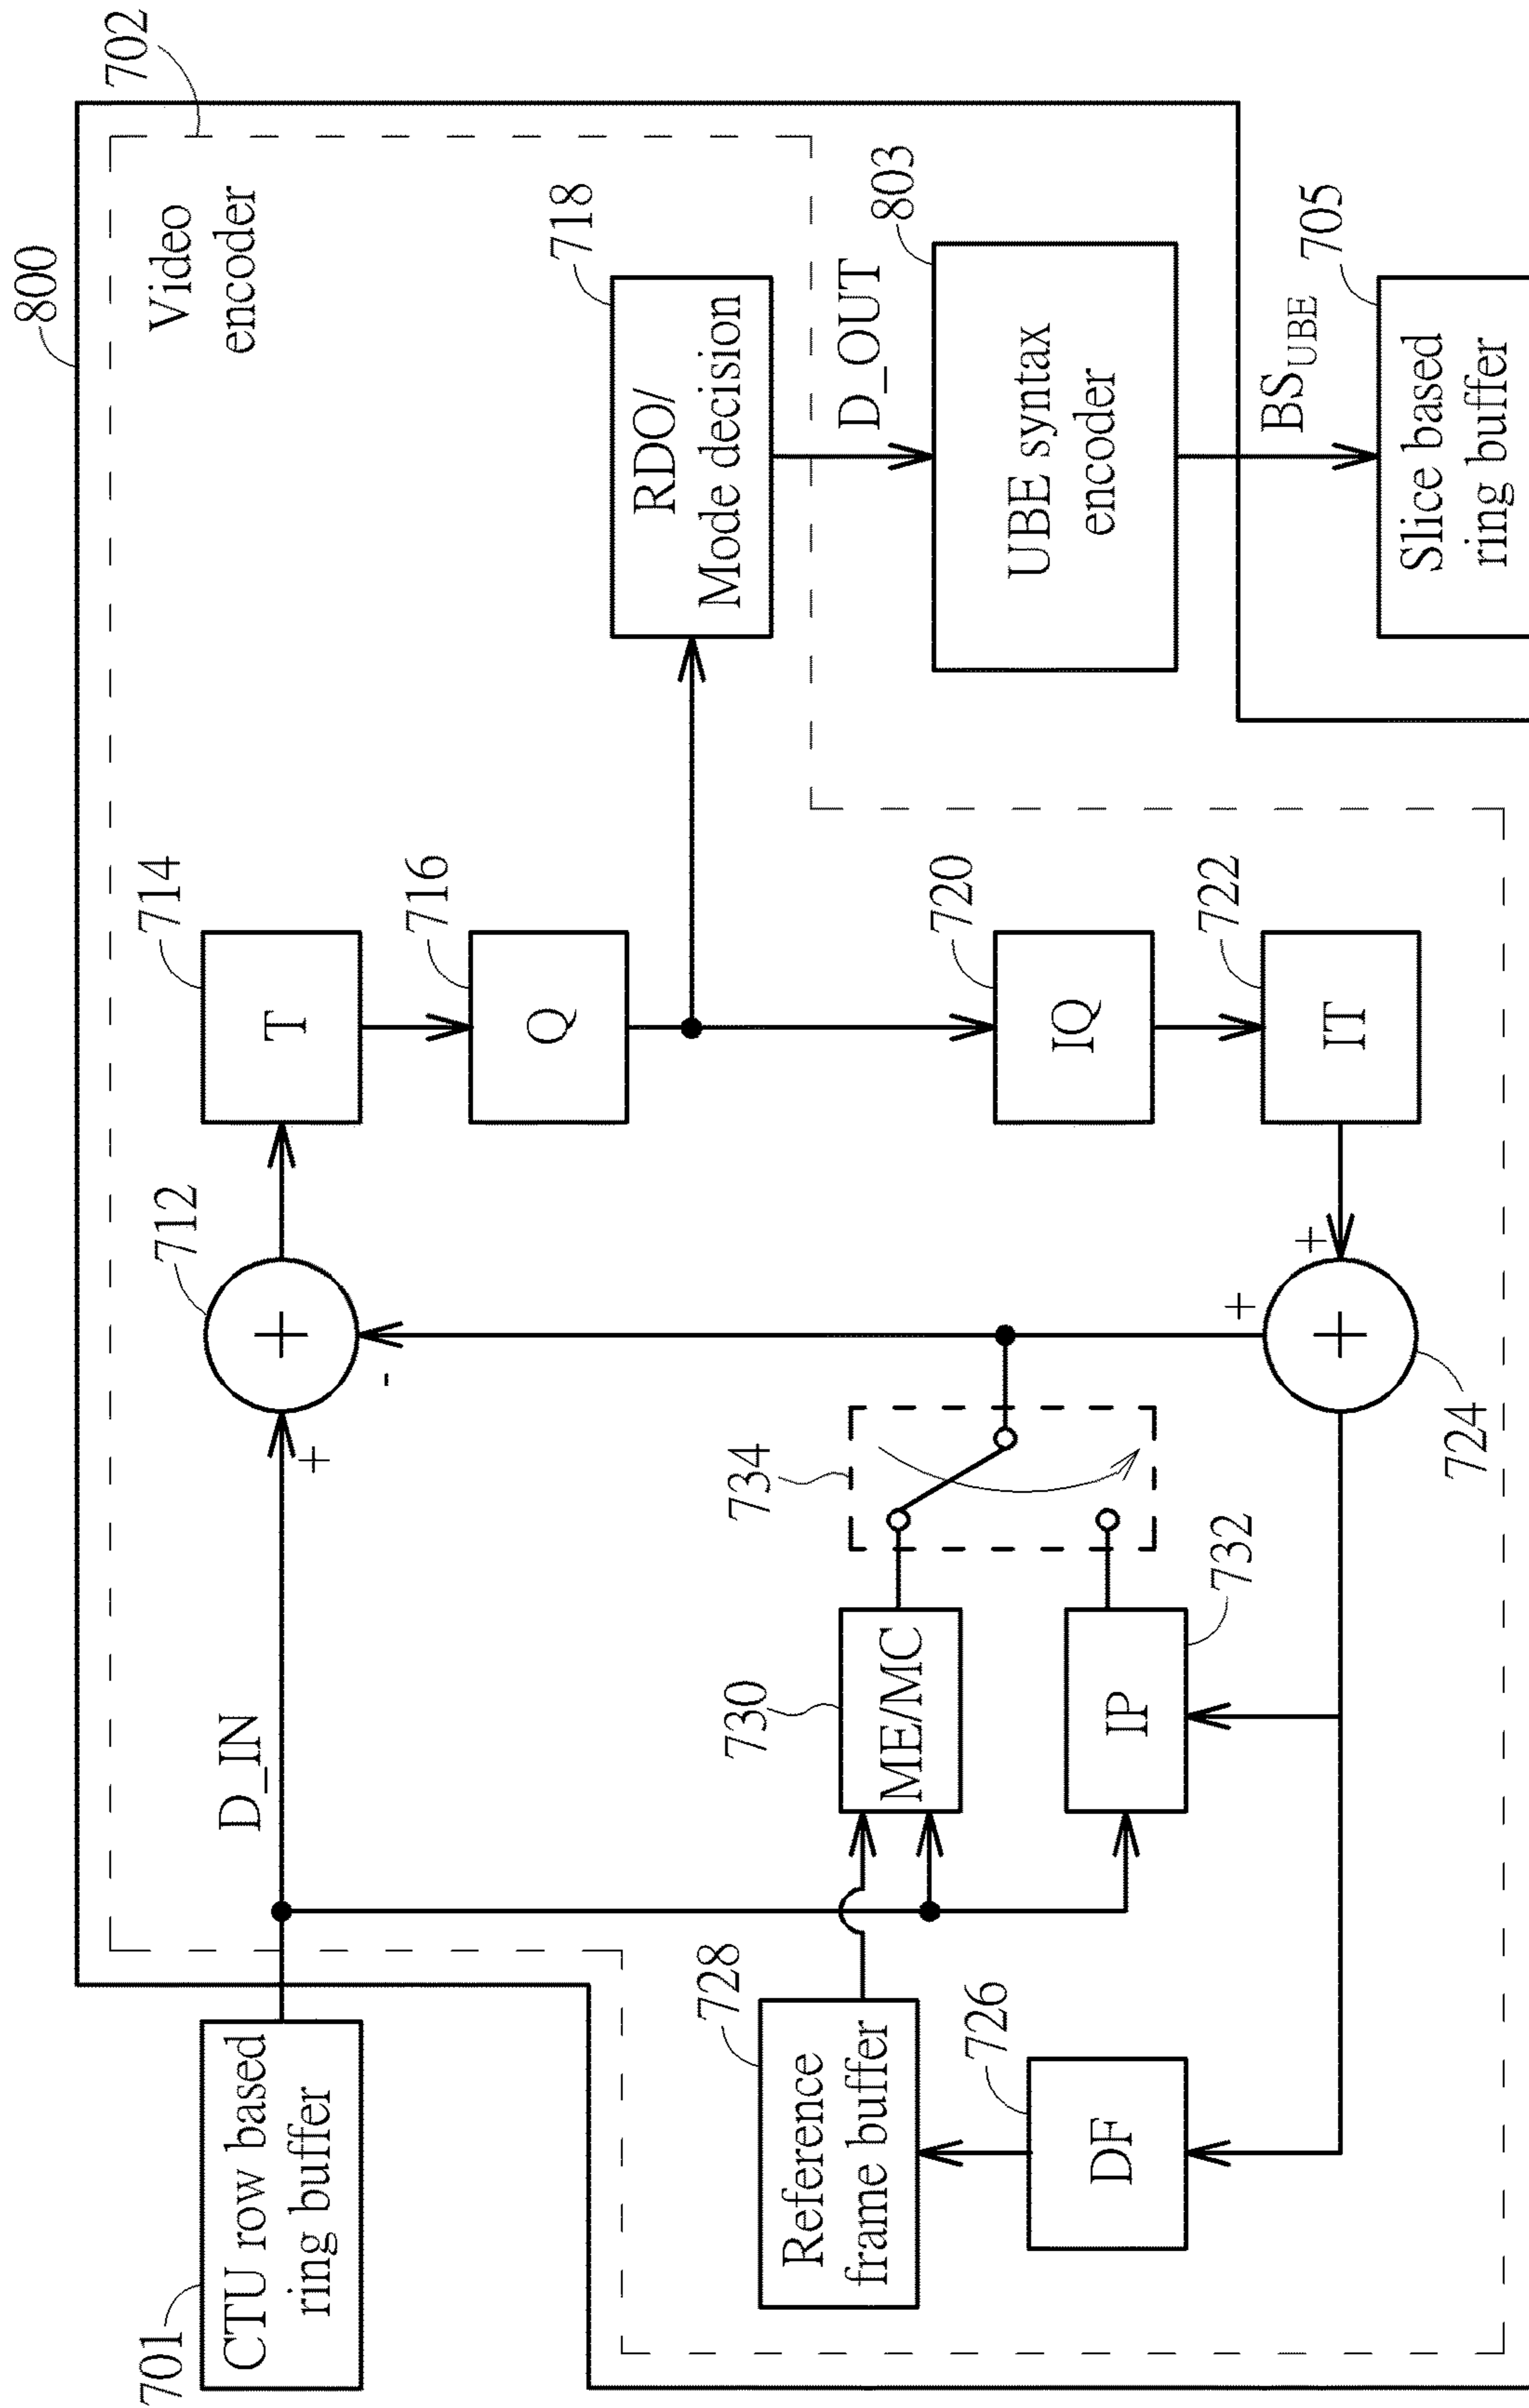 800
702
Video
encoder
701
CTU row based
ring buffer
D_IN
+
-
712
+
714
T
716
Q
718
RDO/
Mode decision
D_OUT
803
UBE syntax
encoder
BSUBE
705
Slice based
ring buffer
720
IQ
722
IT
+
+
+
724
734
730
ME/MC
732
IP
728
Reference
frame buffer
726
DF